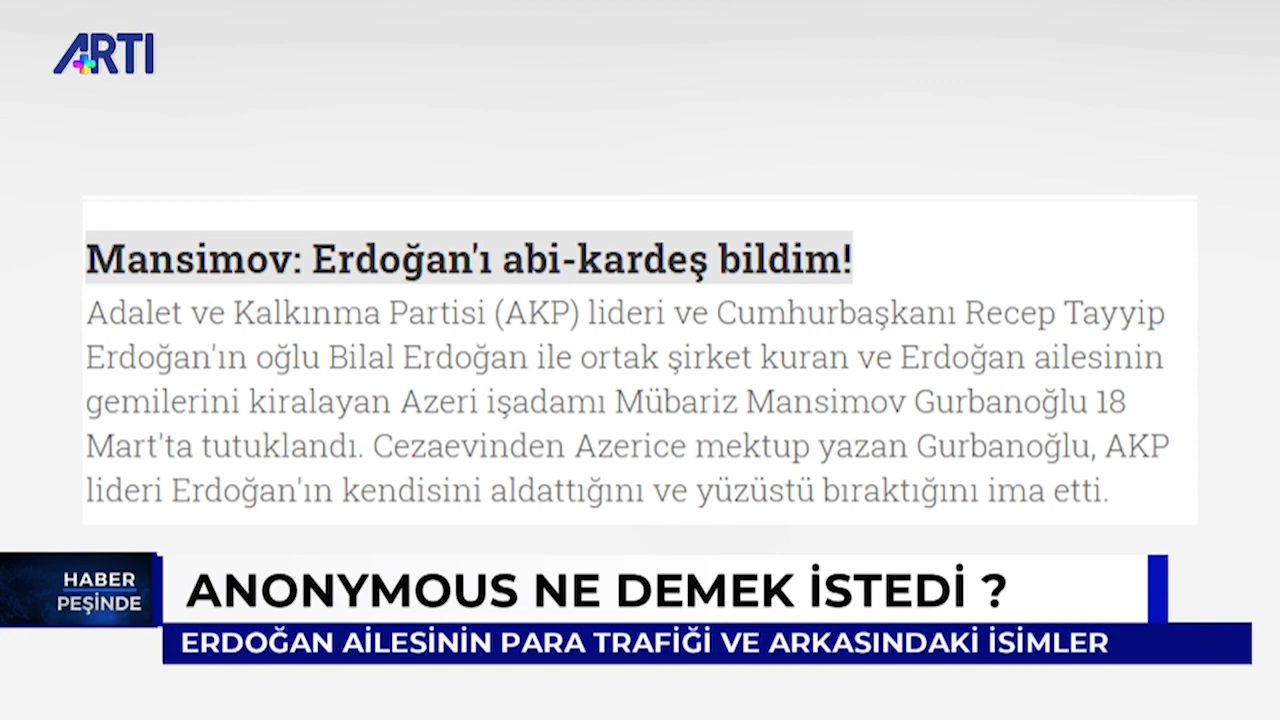 ARTI
Mansimov: Erdoğan'ı abi-kardeş bildim!
Adalet ve Kalkınma Partisi (AKP) lideri ve Cumhurbaşkanı Recep Tayyip
Erdoğan'ın oğlu Bilal Erdoğan ile ortak şirket kuran ve Erdoğan ailesinin
gemilerini kiralayan Azeri işadamı Mübariz Mansimov Gurbanoğlu 18
Mart'ta tutuklandı. Cezaevinden Azerice mektup yazan Gurbanoğlu, AKP
lideri Erdoğan'ın kendisini aldattığını ve yüzüstü bıraktığını ima etti.
HABER
PEŞİNDE
ANONYMOUS NE DEMEK İSTEDİ ?
ERDOĞAN AİLESİNİN PARA TRAFİĞİ VE ARKASINDAKİ İSİMLER